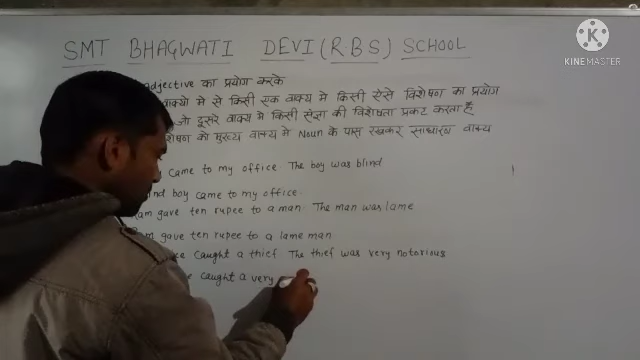 SMT BHAGWATI DEVI (R.B.S) SCHOOL
KINEMASTER
adjective का प्रयोग करके
वाक्यो मे से किसी एक वाक्य मे किसी ऐसे विशेषण का प्रयोग
जो दूसरे वाक्य मे किसी संज्ञा की विशेषता प्रकट करता है
को मुख्य वाक्य मे Noun के पास रखकर साधारण वाक्य
came to my office. The boy was blind
boy came to my office.
gave ten rupee to a man. The man was lame
gave ten rupee to a lame man
caught a thief. The thief was very notorious
caught a very